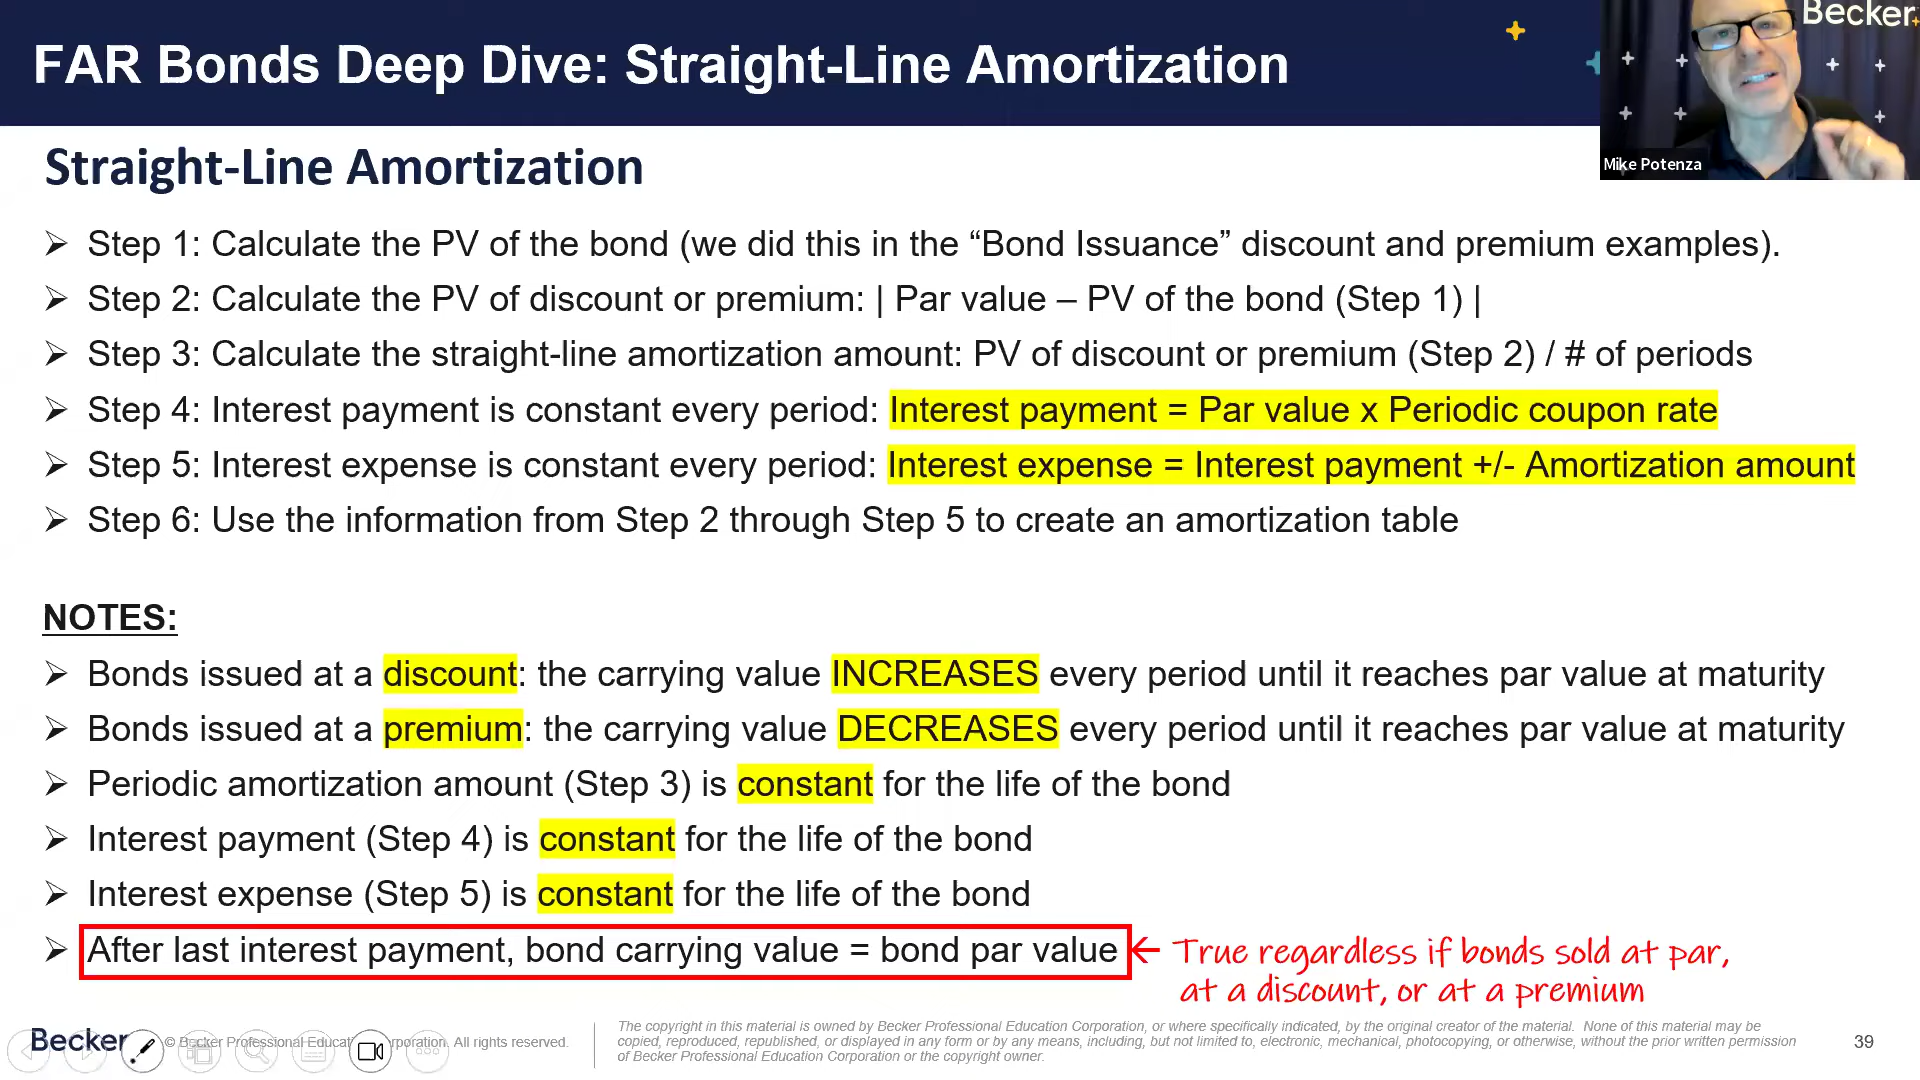 FAR Bonds Deep Dive: Straight-Line Amortization
Becker
Mike Potenza
Straight-Line Amortization
➢ Step 1: Calculate the PV of the bond (we did this in the “Bond Issuance” discount and premium examples).
➢ Step 2: Calculate the PV of discount or premium: | Par value – PV of the bond (Step 1) |
➢ Step 3: Calculate the straight-line amortization amount: PV of discount or premium (Step 2) / # of periods
➢ Step 4: Interest payment is constant every period: Interest payment = Par value x Periodic coupon rate
➢ Step 5: Interest expense is constant every period: Interest expense = Interest payment +/- Amortization amount
➢ Step 6: Use the information from Step 2 through Step 5 to create an amortization table
NOTES:
➢ Bonds issued at a discount: the carrying value INCREASES every period until it reaches par value at maturity
➢ Bonds issued at a premium: the carrying value DECREASES every period until it reaches par value at maturity
➢ Periodic amortization amount (Step 3) is constant for the life of the bond
➢ Interest payment (Step 4) is constant for the life of the bond
➢ Interest expense (Step 5) is constant for the life of the bond
➢ After last interest payment, bond carrying value = bond par value ← True regardless if bonds sold at par,
at a discount, or at a premium
Becker © Becker Professional Education Corporation. All rights reserved.
The copyright in this material is owned by Becker Professional Education Corporation, or where specifically indicated, by the original creator of the material. None of this material may be
copied, reproduced, republished, or displayed in any form or by any means, including, but not limited to, electronic, mechanical, photocopying, or otherwise, without the prior written permission
of Becker Professional Education Corporation or the copyright owner.
39